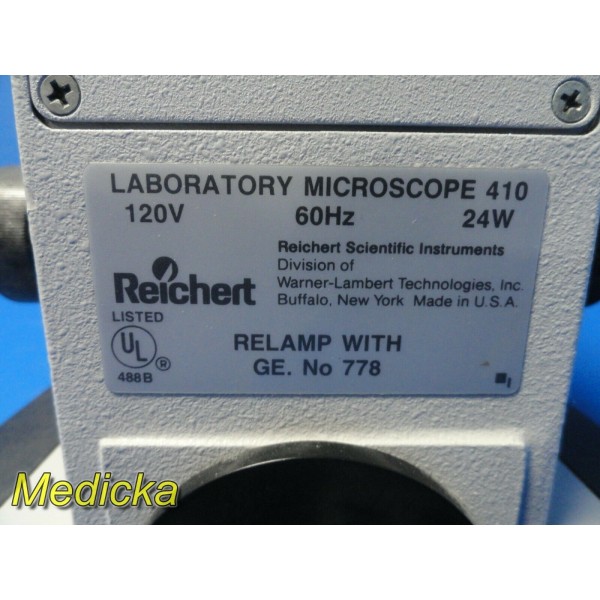 LABORATORY MICROSCOPE 410
120V 60Hz 24W
Reichert
Reichert Scientific Instruments
Division of
Warner-Lambert Technologies, Inc.
Buffalo, New York Made in U.S.A.
LISTED
UL ®
488B
RELAMP WITH
GE. No 778
Medicka